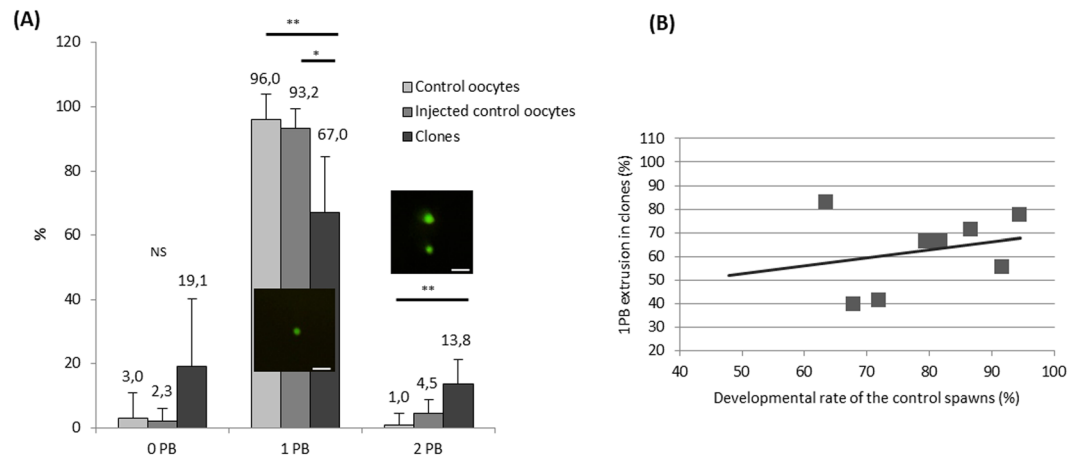 (A)
120
100
80
60
40
20
0
%
**
*
96,0
93,2
67,0
Control oocytes
Injected control oocytes
Clones
NS
3,0
2,3
19,1
**
1,0
4,5
13,8
0 PB
1 PB
2 PB
(B)
1PB extrusion in clones (%)
110
100
90
80
70
60
50
40
30
20
40 50 60 70 80 90 100
Developmental rate of the control spawns (%)